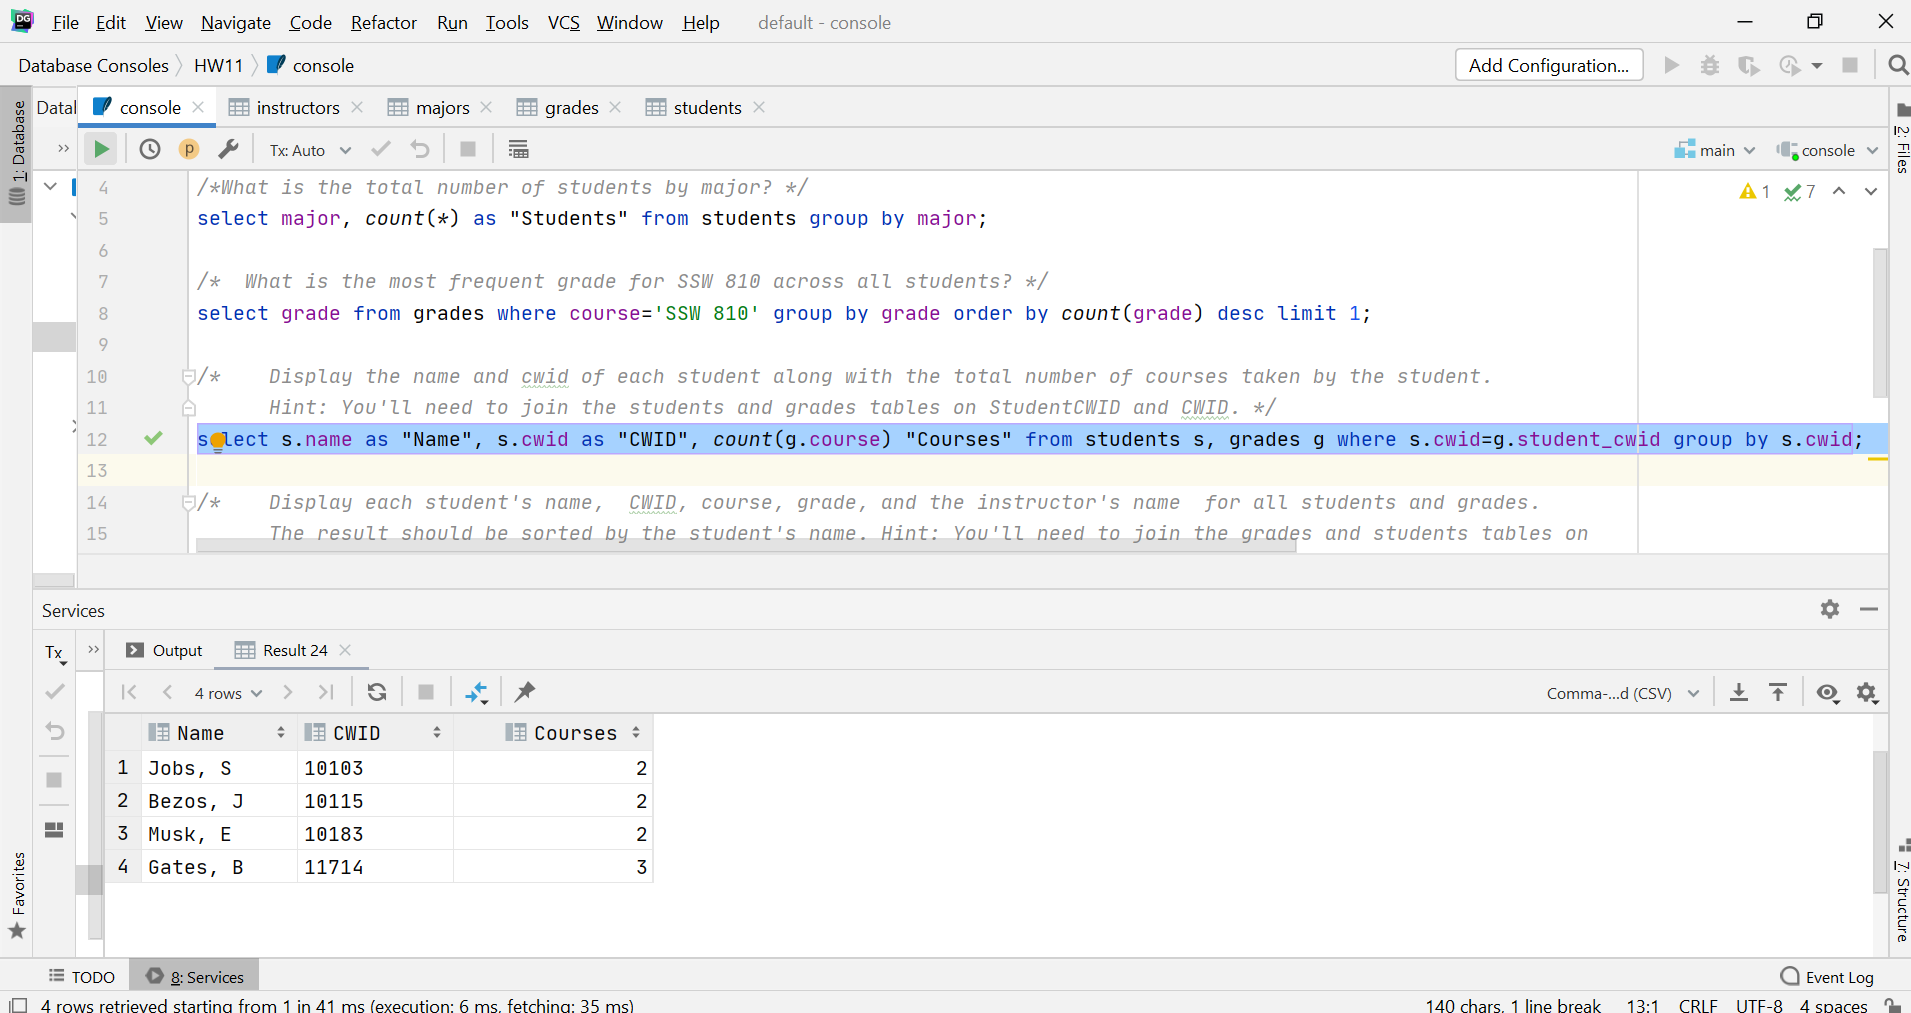 DG File Edit View Navigate Code Refactor Run Tools VCS Window Help default - console
Database Consoles HW11 console Add Configuration...
1: Database
Datal console instructors majors grades students
Tx: Auto main console
2: Files
4 /*What is the total number of students by major? */ 1 7
5 select major, count(*) as "Students" from students group by major;
6
7 /*  What is the most frequent grade for SSW 810 across all students? */
8 select grade from grades where course='SSW 810' group by grade order by count(grade) desc limit 1;
9
10 /*    Display the name and cwid of each student along with the total number of courses taken by the student.
11       Hint: You'll need to join the students and grades tables on StudentCWID and CWID. */
12 select s.name as "Name", s.cwid as "CWID", count(g.course) "Courses" from students s, grades g where s.cwid=g.student_cwid group by s.cwid;
13
14 /*    Display each student's name,  CWID, course, grade, and the instructor's name  for all students and grades.
15       The result should be sorted by the student's name. Hint: You'll need to join the grades and students tables on
Services
Tx Output Result 24
4 rows Comma-...d (CSV)
Name CWID Courses
1 Jobs, S 10103 2
2 Bezos, J 10115 2
3 Musk, E 10183 2
4 Gates, B 11714 3
Favorites
7: Structure
TODO 8: Services Event Log
4 rows retrieved starting from 1 in 41 ms (execution: 6 ms, fetching: 35 ms) 140 chars, 1 line break 13:1 CRLF UTF-8 4 spaces